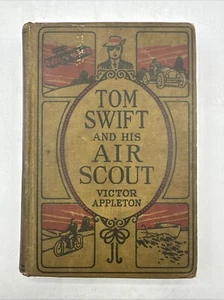 TOM
SWIFT
AND HIS
AIR
SCOUT
VICTOR
APPLETON